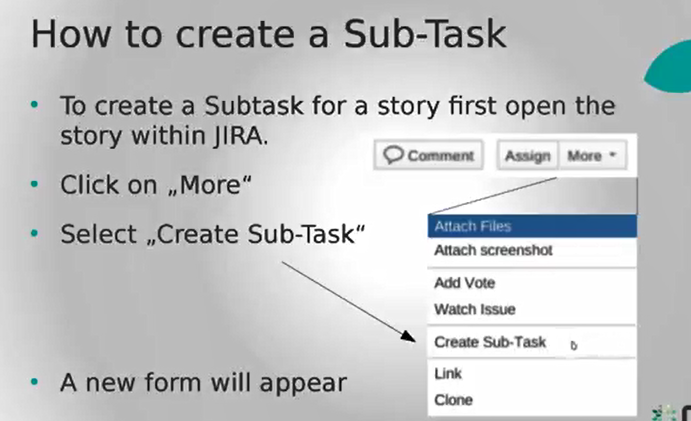 How to create a Sub-Task
• To create a Subtask for a story first open the
story within JIRA.
Comment Assign More
• Click on „More“
• Select „Create Sub-Task“
Attach Files
Attach screenshot
Add Vote
Watch Issue
Create Sub-Task
Link
Clone
• A new form will appear